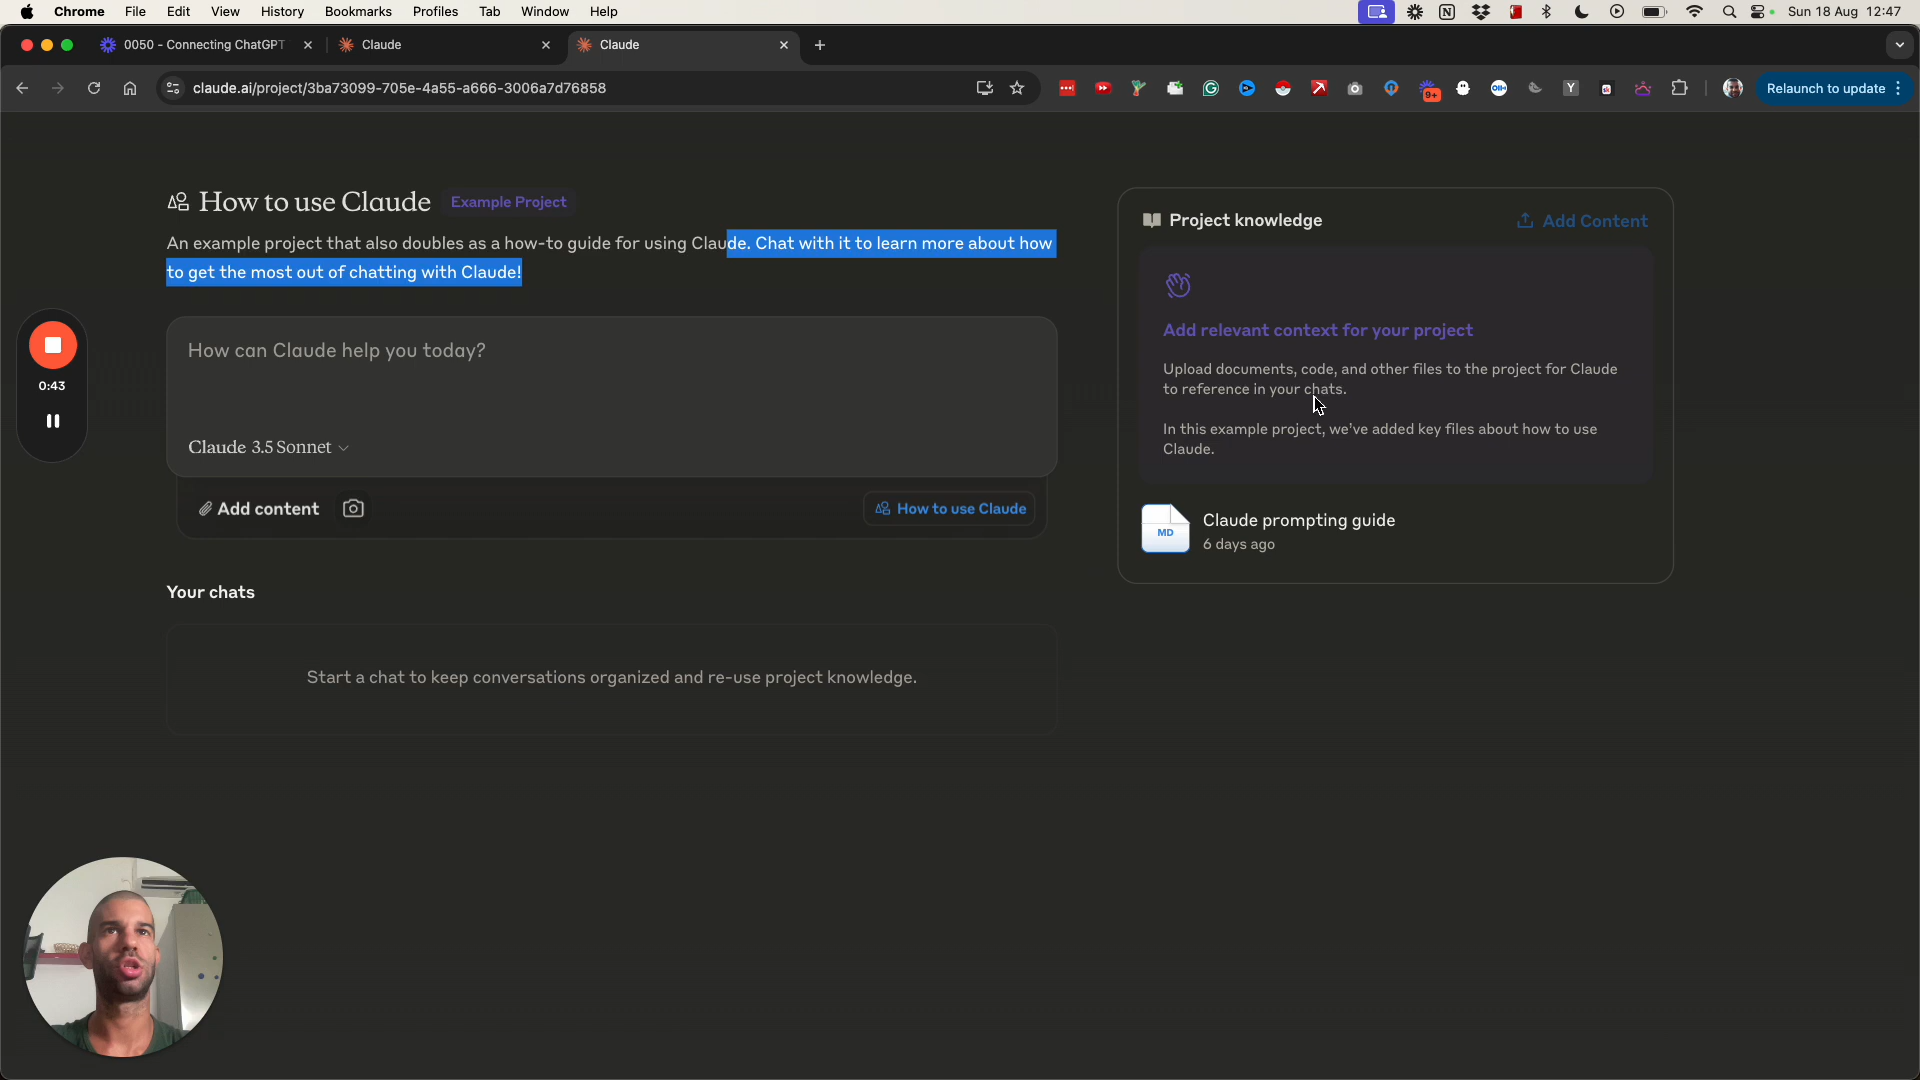 Chrome File Edit View History Bookmarks Profiles Tab Window Help Sun 18 Aug 12:47
0050 - Connecting ChatGPT Claude Claude
claude.ai/project/3ba73099-705e-4a55-a666-3006a7d76858 9+ Relaunch to update
How to use Claude Example Project
An example project that also doubles as a how-to guide for using Claude. Chat with it to learn more about how
to get the most out of chatting with Claude!
0:43
How can Claude help you today?
Claude 3.5 Sonnet
Add content How to use Claude
Your chats
Start a chat to keep conversations organized and re-use project knowledge.
Project knowledge Add Content
Add relevant context for your project
Upload documents, code, and other files to the project for Claude
to reference in your chats.
In this example project, we've added key files about how to use
Claude.
MD Claude prompting guide
6 days ago